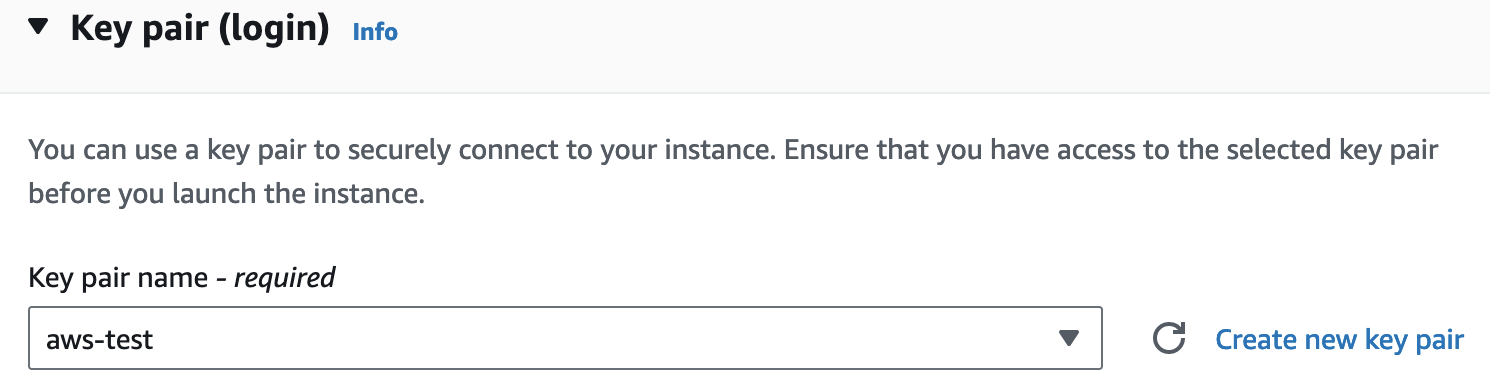 Key pair (login) Info
You can use a key pair to securely connect to your instance. Ensure that you have access to the selected key pair
before you launch the instance.
Key pair name - required
aws-test
Create new key pair